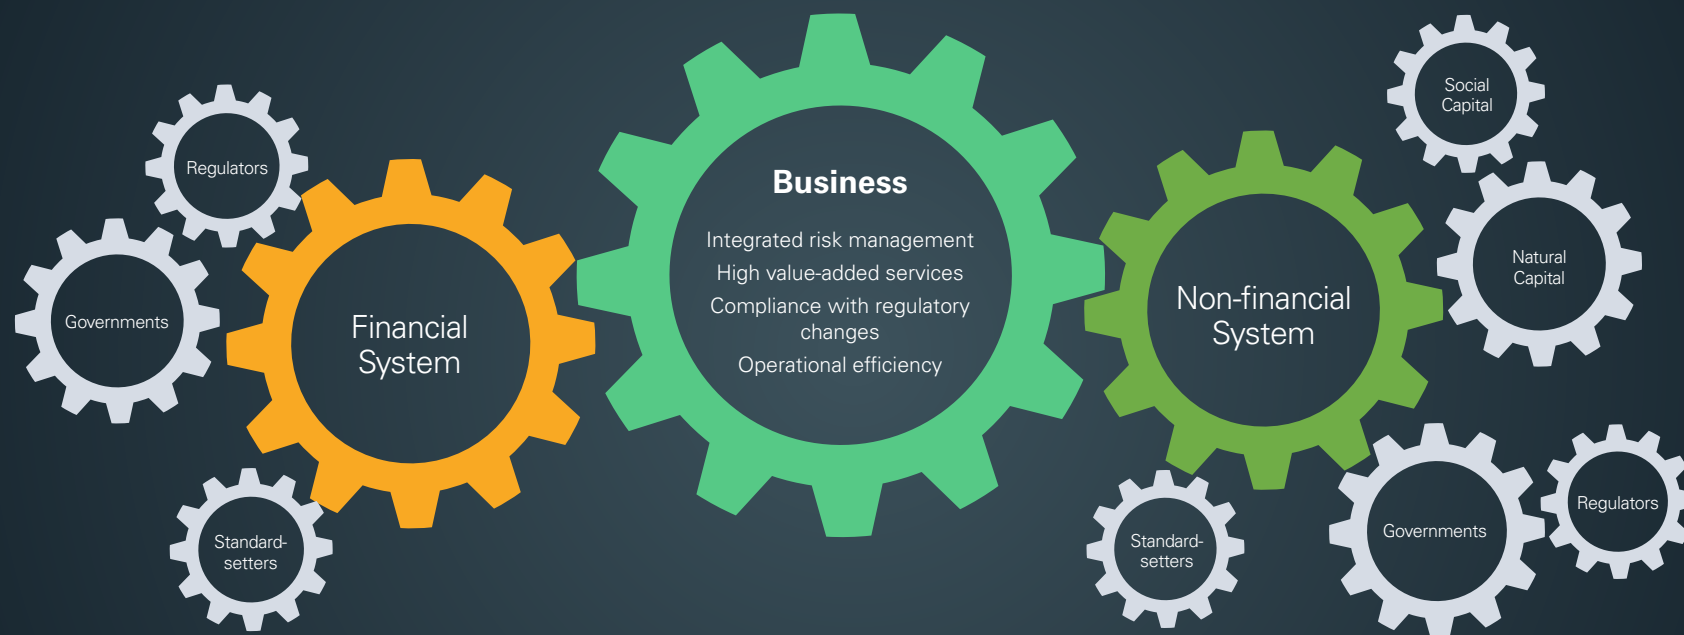 Regulators
Governments
Standard-
setters
Financial
System
Business
Integrated risk management
High value-added services
Compliance with regulatory
changes
Operational efficiency
Non-financial
System
Social
Capital
Natural
Capital
Standard-
setters
Governments
Regulators